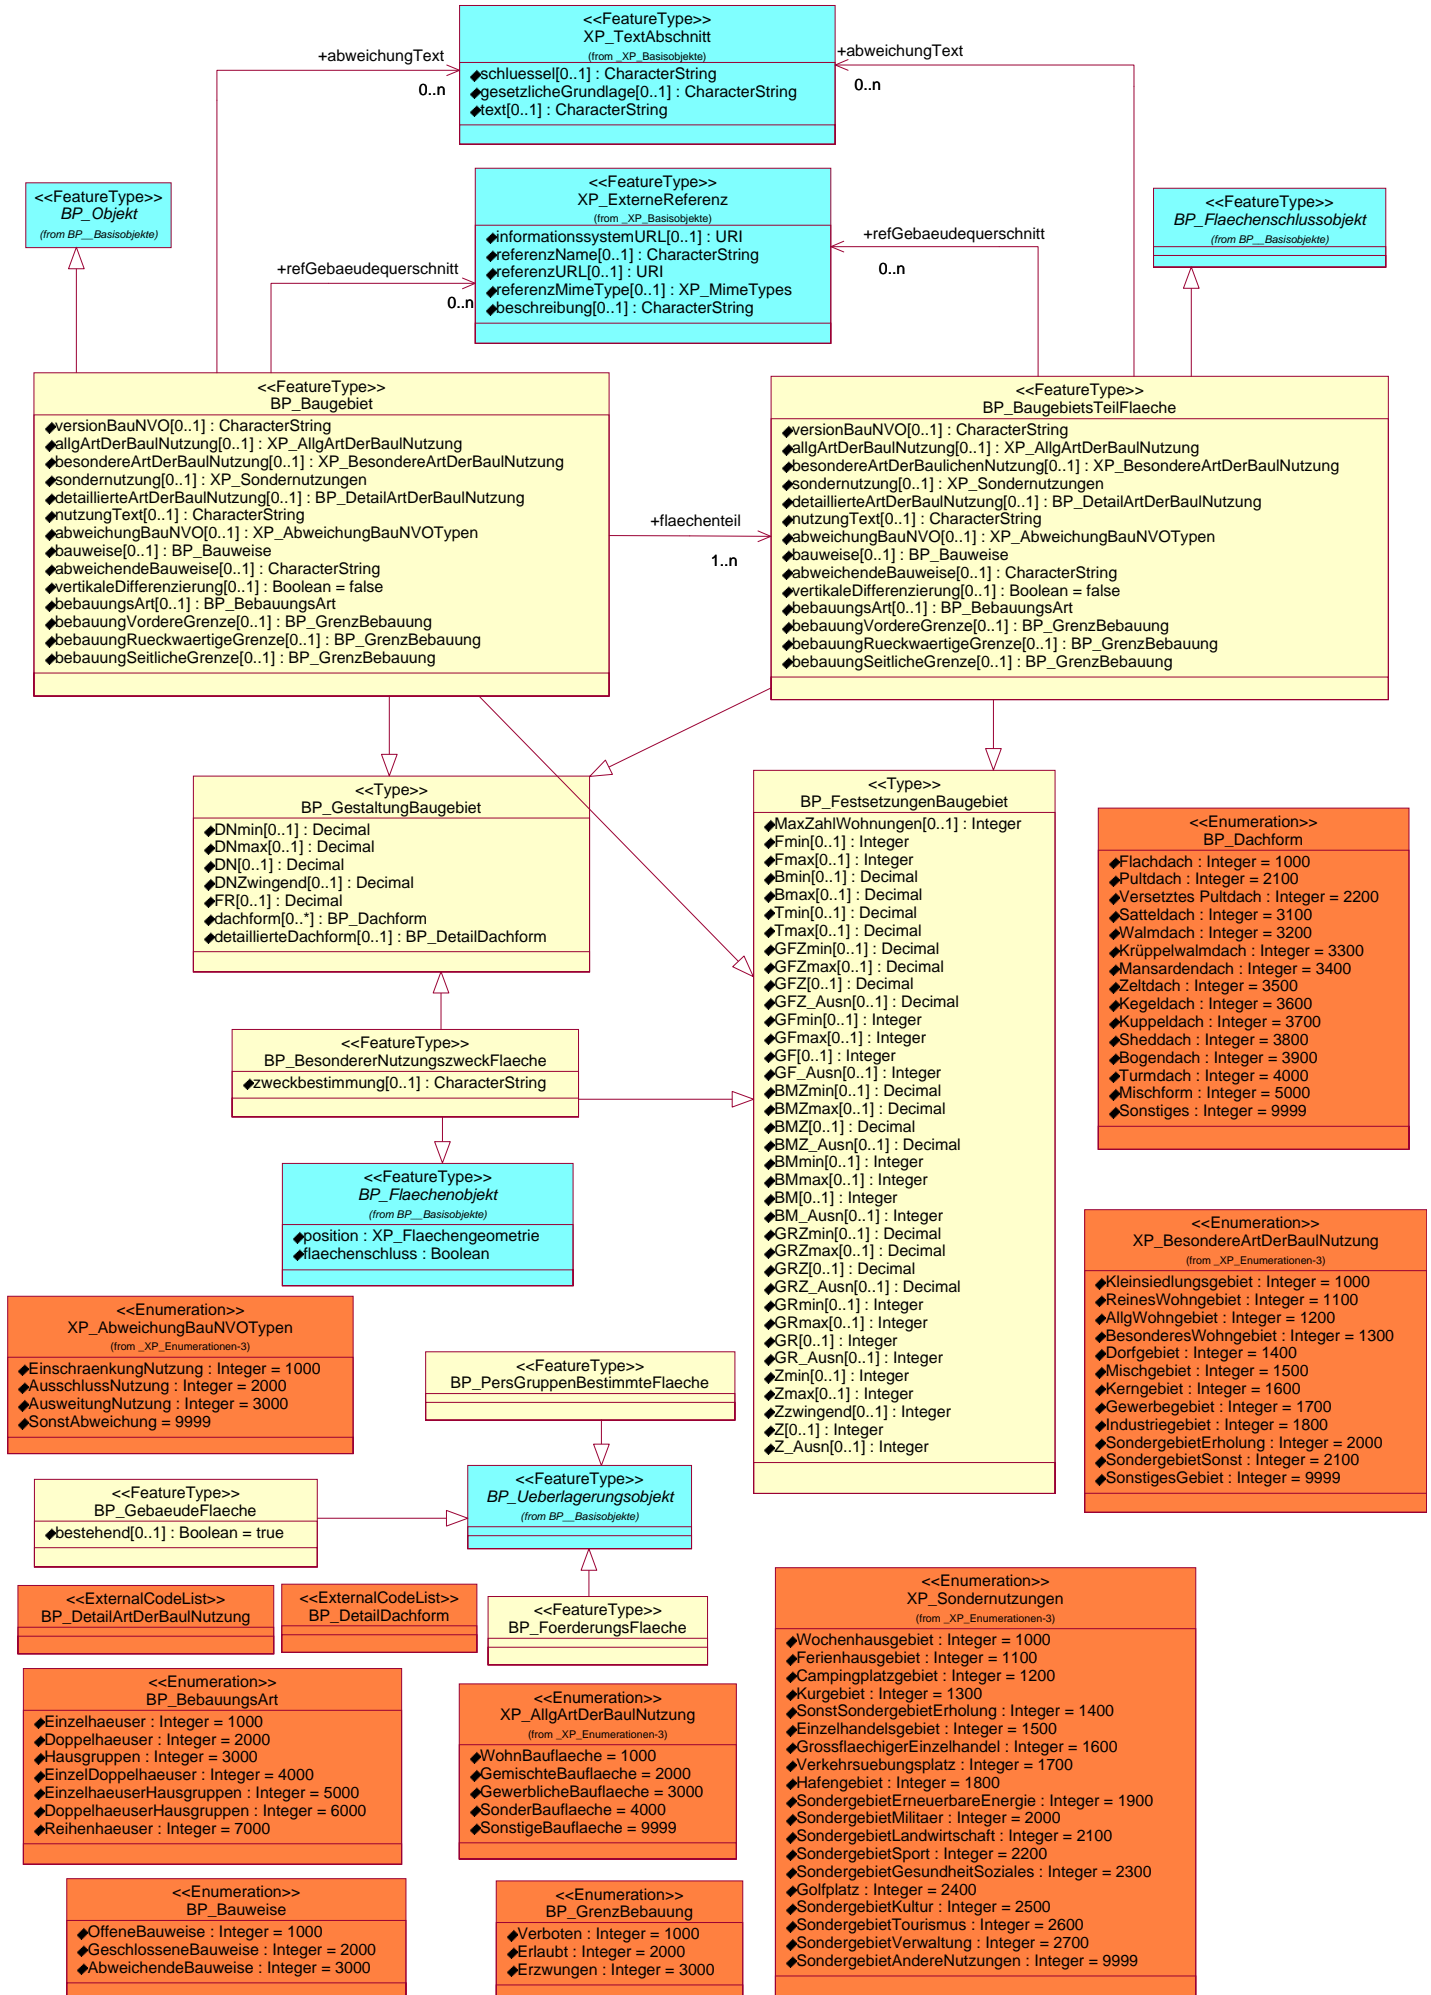 <<FeatureType>>
XP_TextAbschnitt
(from _XP_Basisobjekte)
schluessel[0..1] : CharacterString
gesetzlicheGrundlage[0..1] : CharacterString
text[0..1] : CharacterString
+abweichungText
0..n
+abweichungText
0..n
<<FeatureType>>
BP_Objekt
(from BP__Basisobjekte)
<<FeatureType>>
XP_ExterneReferenz
(from _XP_Basisobjekte)
informationssystemURL[0..1] : URI
referenzName[0..1] : CharacterString
referenzURL[0..1] : URI
referenzMimeType[0..1] : XP_MimeTypes
beschreibung[0..1] : CharacterString
<<FeatureType>>
BP_Flaechenschlussobjekt
(from BP__Basisobjekte)
+refGebaeudequerschnitt
0..n
+refGebaeudequerschnitt
0..n
<<FeatureType>>
BP_Baugebiet
versionBauNVO[0..1] : CharacterString
allgArtDerBaulNutzung[0..1] : XP_AllgArtDerBaulNutzung
besondereArtDerBaulNutzung[0..1] : XP_BesondereArtDerBaulNutzung
sondernutzung[0..1] : XP_Sondernutzungen
detaillierteArtDerBaulNutzung[0..1] : BP_DetailArtDerBaulNutzung
nutzungText[0..1] : CharacterString
abweichungBauNVO[0..1] : XP_AbweichungBauNVOTypen
bauweise[0..1] : BP_Bauweise
abweichendeBauweise[0..1] : CharacterString
vertikaleDifferenzierung[0..1] : Boolean = false
bebauungsArt[0..1] : BP_BebauungsArt
bebauungVordereGrenze[0..1] : BP_GrenzBebauung
bebauungRueckwaertigeGrenze[0..1] : BP_GrenzBebauung
bebauungSeitlicheGrenze[0..1] : BP_GrenzBebauung
+flaechenteil
1..n
<<FeatureType>>
BP_BaugebietsTeilFlaeche
versionBauNVO[0..1] : CharacterString
allgArtDerBaulNutzung[0..1] : XP_AllgArtDerBaulNutzung
besondereArtDerBaulichenNutzung[0..1] : XP_BesondereArtDerBaulNutzung
sondernutzung[0..1] : XP_Sondernutzungen
detaillierteArtDerBaulNutzung[0..1] : BP_DetailArtDerBaulNutzung
nutzungText[0..1] : CharacterString
abweichungBauNVO[0..1] : XP_AbweichungBauNVOTypen
bauweise[0..1] : BP_Bauweise
abweichendeBauweise[0..1] : CharacterString
vertikaleDifferenzierung[0..1] : Boolean = false
bebauungsArt[0..1] : BP_BebauungsArt
bebauungVordereGrenze[0..1] : BP_GrenzBebauung
bebauungRueckwaertigeGrenze[0..1] : BP_GrenzBebauung
bebauungSeitlicheGrenze[0..1] : BP_GrenzBebauung
<<Type>>
BP_GestaltungBaugebiet
DNmin[0..1] : Decimal
DNmax[0..1] : Decimal
DN[0..1] : Decimal
DNZwingend[0..1] : Decimal
FR[0..1] : Decimal
dachform[0..*] : BP_Dachform
detaillierteDachform[0..1] : BP_DetailDachform
<<Type>>
BP_FestsetzungenBaugebiet
MaxZahlWohnungen[0..1] : Integer
Fmin[0..1] : Integer
Fmax[0..1] : Integer
Bmin[0..1] : Decimal
Bmax[0..1] : Decimal
Tmin[0..1] : Decimal
Tmax[0..1] : Decimal
GFZmin[0..1] : Decimal
GFZmax[0..1] : Decimal
GFZ[0..1] : Decimal
GFZ_Ausn[0..1] : Decimal
GFmin[0..1] : Integer
GFmax[0..1] : Integer
GF[0..1] : Integer
GF_Ausn[0..1] : Integer
BMZmin[0..1] : Decimal
BMZmax[0..1] : Decimal
BMZ[0..1] : Decimal
BMZ_Ausn[0..1] : Decimal
BMmin[0..1] : Integer
BMmax[0..1] : Integer
BM[0..1] : Integer
BM_Ausn[0..1] : Integer
GRZmin[0..1] : Decimal
GRZmax[0..1] : Decimal
GRZ[0..1] : Decimal
GRZ_Ausn[0..1] : Decimal
GRmin[0..1] : Integer
GRmax[0..1] : Integer
GR[0..1] : Integer
GR_Ausn[0..1] : Integer
Zmin[0..1] : Integer
Zmax[0..1] : Integer
Zzwingend[0..1] : Integer
Z[0..1] : Integer
Z_Ausn[0..1] : Integer
<<Enumeration>>
BP_Dachform
Flachdach : Integer = 1000
Pultdach : Integer = 2100
Versetztes Pultdach : Integer = 2200
Satteldach : Integer = 3100
Walmdach : Integer = 3200
Krüppelwalmdach : Integer = 3300
Mansardendach : Integer = 3400
Zeltdach : Integer = 3500
Kegeldach : Integer = 3600
Kuppeldach : Integer = 3700
Sheddach : Integer = 3800
Bogendach : Integer = 3900
Turmdach : Integer = 4000
Mischform : Integer = 5000
Sonstiges : Integer = 9999
<<FeatureType>>
BP_BesondererNutzungszweckFlaeche
zweckbestimmung[0..1] : CharacterString
<<FeatureType>>
BP_Flaechenobjekt
(from BP__Basisobjekte)
position : XP_Flaechengeometrie
flaechenschluss : Boolean
<<Enumeration>>
XP_BesondereArtDerBaulNutzung
(from _XP_Enumerationen-3)
Kleinsiedlungsgebiet : Integer = 1000
ReinesWohngebiet : Integer = 1100
AllgWohngebiet : Integer = 1200
BesonderesWohngebiet : Integer = 1300
Dorfgebiet : Integer = 1400
Mischgebiet : Integer = 1500
Kerngebiet : Integer = 1600
Gewerbegebiet : Integer = 1700
Industriegebiet : Integer = 1800
SondergebietErholung : Integer = 2000
SondergebietSonst : Integer = 2100
SonstigesGebiet : Integer = 9999
<<Enumeration>>
XP_AbweichungBauNVOTypen
(from _XP_Enumerationen-3)
EinschraenkungNutzung : Integer = 1000
AusschlussNutzung : Integer = 2000
AusweitungNutzung : Integer = 3000
SonstAbweichung = 9999
<<FeatureType>>
BP_PersGruppenBestimmteFlaeche
<<FeatureType>>
BP_GebaeudeFlaeche
bestehend[0..1] : Boolean = true
<<FeatureType>>
BP_Ueberlagerungsobjekt
(from BP__Basisobjekte)
<<ExternalCodeList>>
BP_DetailArtDerBaulNutzung
<<ExternalCodeList>>
BP_DetailDachform
<<FeatureType>>
BP_FoerderungsFlaeche
<<Enumeration>>
XP_Sondernutzungen
(from _XP_Enumerationen-3)
Wochenhausgebiet : Integer = 1000
Ferienhausgebiet : Integer = 1100
Campingplatzgebiet : Integer = 1200
Kurgebiet : Integer = 1300
SonstSondergebietErholung : Integer = 1400
Einzelhandelsgebiet : Integer = 1500
GrossflaechigerEinzelhandel : Integer = 1600
Verkehrsuebungsplatz : Integer = 1700
Hafengebiet : Integer = 1800
SondergebietErneuerbareEnergie : Integer = 1900
SondergebietMilitaer : Integer = 2000
SondergebietLandwirtschaft : Integer = 2100
SondergebietSport : Integer = 2200
SondergebietGesundheitSoziales : Integer = 2300
Golfplatz : Integer = 2400
SondergebietKultur : Integer = 2500
SondergebietTourismus : Integer = 2600
SondergebietVerwaltung : Integer = 2700
SondergebietAndereNutzungen : Integer = 9999
<<Enumeration>>
BP_BebauungsArt
Einzelhaeuser : Integer = 1000
Doppelhaeuser : Integer = 2000
Hausgruppen : Integer = 3000
EinzelDoppelhaeuser : Integer = 4000
EinzelhaeuserHausgruppen : Integer = 5000
DoppelhaeuserHausgruppen : Integer = 6000
Reihenhaeuser : Integer = 7000
<<Enumeration>>
XP_AllgArtDerBaulNutzung
(from _XP_Enumerationen-3)
WohnBauflaeche = 1000
GemischteBauflaeche = 2000
GewerblicheBauflaeche = 3000
SonderBauflaeche = 4000
SonstigeBauflaeche = 9999
<<Enumeration>>
BP_Bauweise
OffeneBauweise : Integer = 1000
GeschlosseneBauweise : Integer = 2000
AbweichendeBauweise : Integer = 3000
<<Enumeration>>
BP_GrenzBebauung
Verboten : Integer = 1000
Erlaubt : Integer = 2000
Erzwungen : Integer = 3000